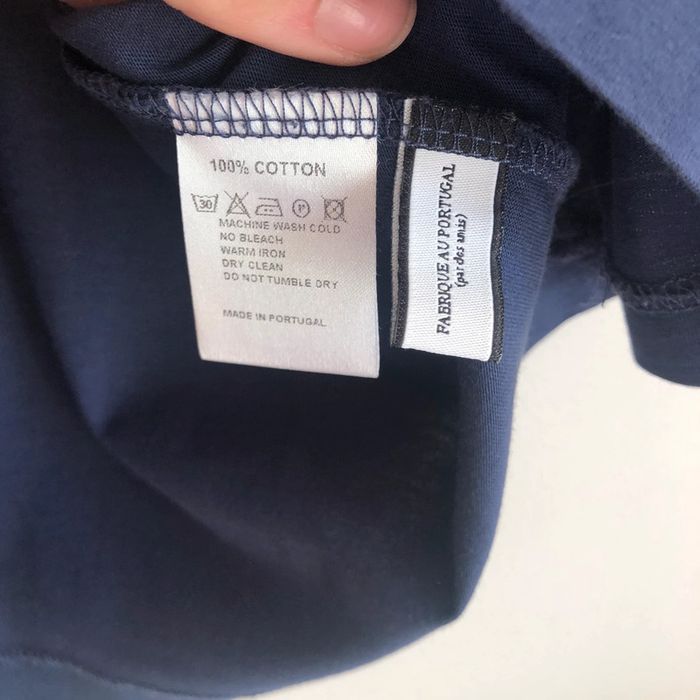 100% COTTON
30 P
MACHINE WASH COLD
NO BLEACH
WARM IRON
DRY CLEAN
DO NOT TUMBLE DRY
MADE IN PORTUGAL
FABRIQUE AU PORTUGAL
(par des amis)